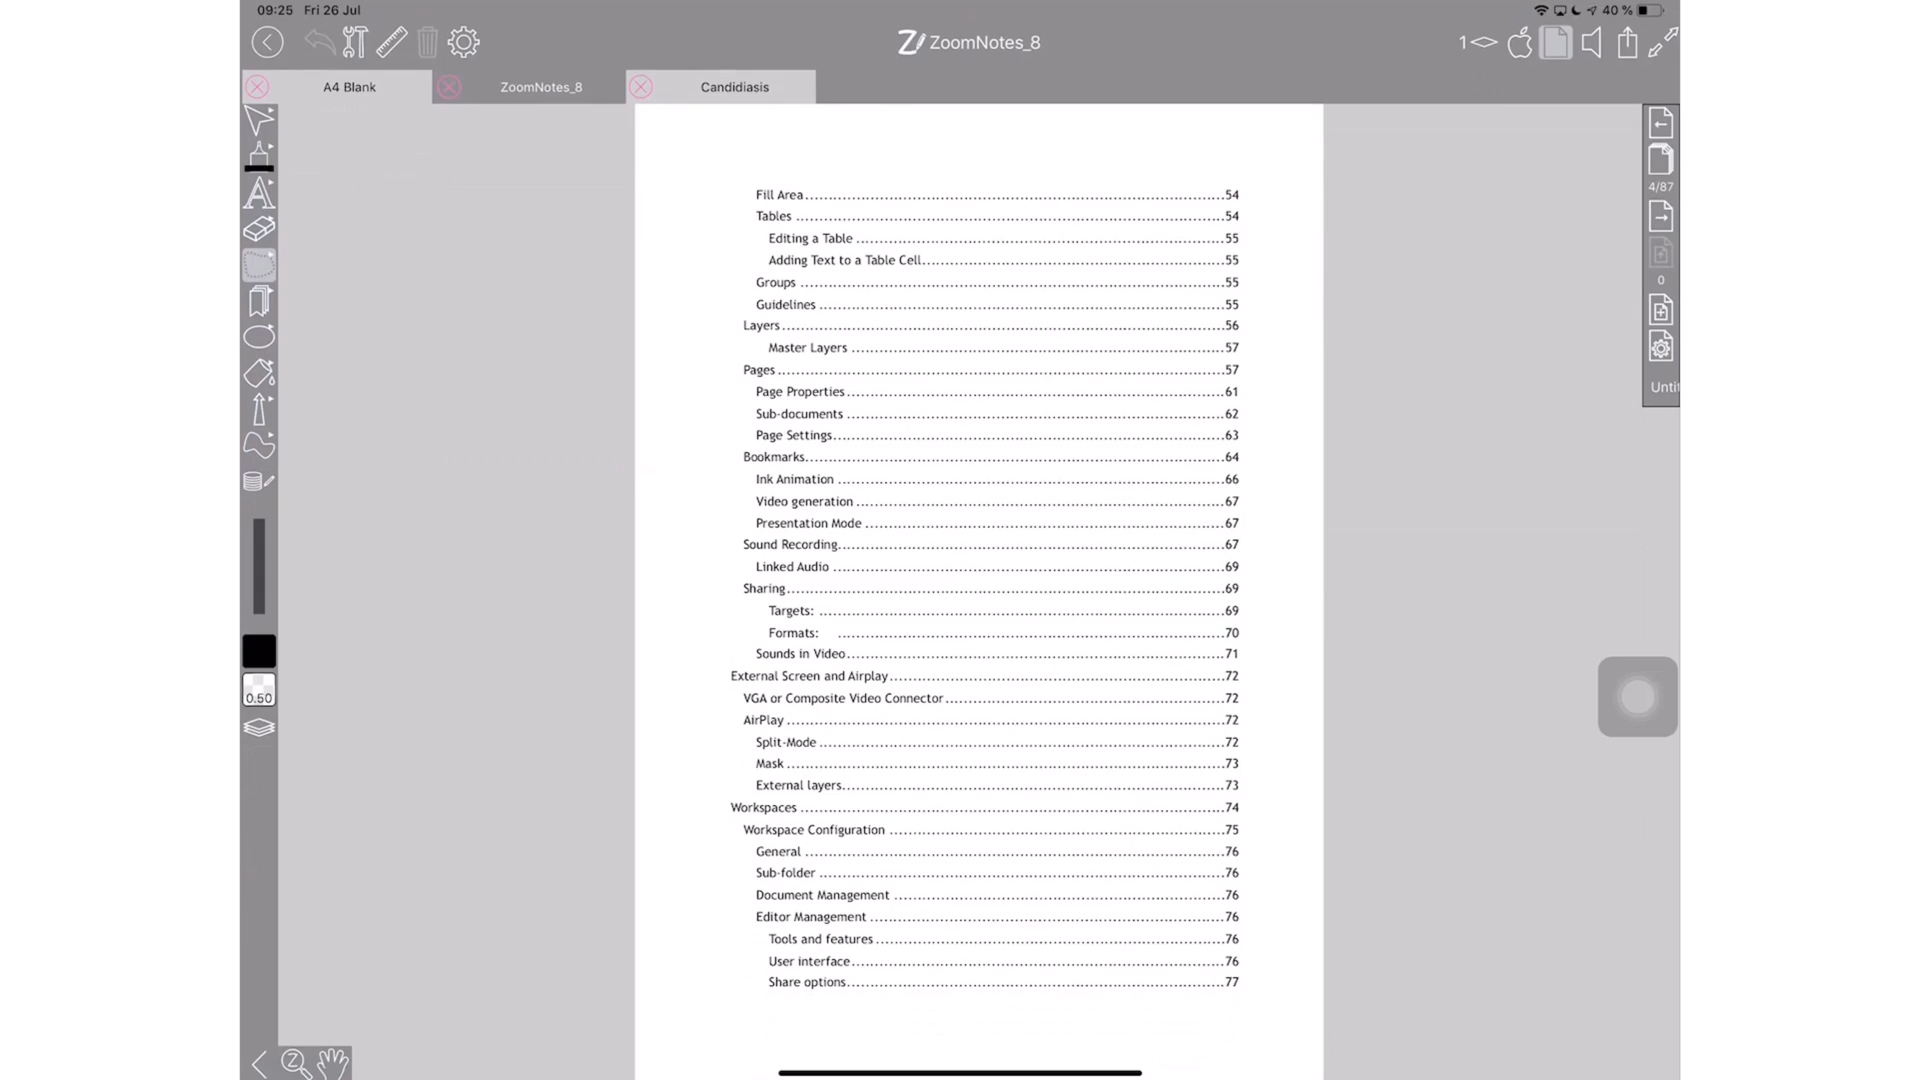 09:25 Fri 26 Jul
40 %
ZoomNotes_8
1
A4 Blank
ZoomNotes_8
Candidiasis
4/87
0
Untit
0.50
Fill Area 54
Tables 54
Editing a Table 55
Adding Text to a Table Cell 55
Groups 55
Guidelines 55
Layers 56
Master Layers 57
Pages 57
Page Properties 61
Sub-documents 62
Page Settings 63
Bookmarks 64
Ink Animation 66
Video generation 67
Presentation Mode 67
Sound Recording 67
Linked Audio 69
Sharing 69
Targets: 69
Formats: 70
Sounds in Video 71
External Screen and Airplay 72
VGA or Composite Video Connector 72
AirPlay 72
Split-Mode 72
Mask 73
External layers 73
Workspaces 74
Workspace Configuration 75
General 76
Sub-folder 76
Document Management 76
Editor Management 76
Tools and features 76
User interface 76
Share options 77